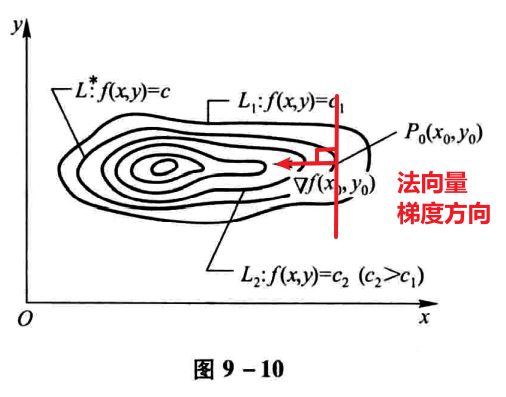 y
L*: f(x,y)=c
L₁: f(x,y)=c₁
P₀(x₀,y₀)
∇f(x₀,y₀)
法向量
梯度方向
L₂: f(x,y)=c₂ (c₂>c₁)
O
x
图 9-10